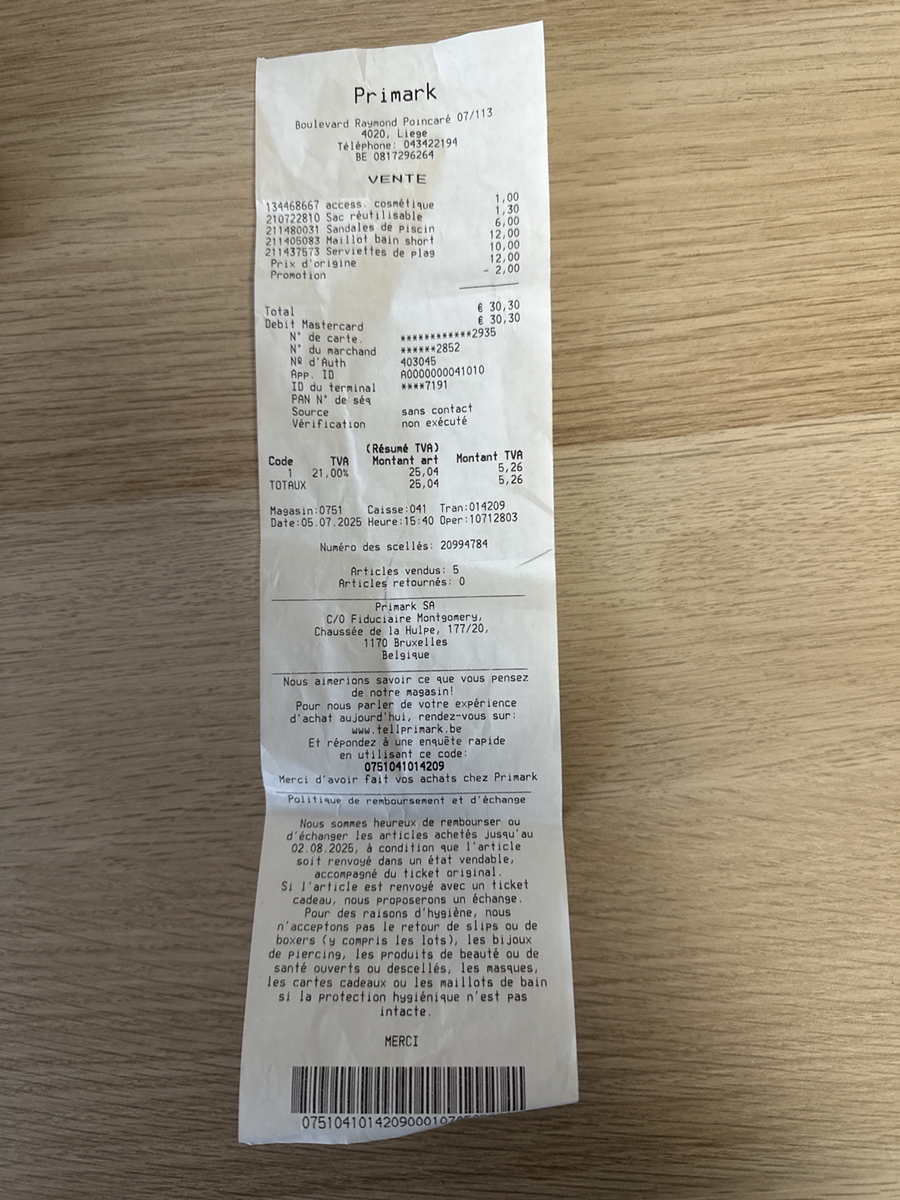 Primark
Boulevard Raymond Poincaré 07/113
4020, Liege
Téléphone: 043422194
BE 0817296264
VENTE
134468667 access. cosmétique 1,00
210722810 Sac réutilisable 1,30
211480031 Sandales de piscin 6,00
211405083 Maillot bain short 12,00
211437573 Serviettes de plag 10,00
Prix d'origine 12,00
Promotion - 2,00
Total € 30,30
Debit Mastercard € 30,30
N° de carte. ************2935
N° du marchand ******2852
Nº d'Auth 403045
App. ID A0000000041010
ID du terminal ****7191
PAN N° de séq
Source sans contact
Vérification non exécuté
(Résumé TVA)
Code TVA Montant art Montant TVA
1 21,00% 25,04 5,26
TOTAUX 25,04 5,26
Magasin:0751 Caisse:041 Tran:014209
Date:05.07.2025 Heure:15:40 Oper:10712803
Numéro des scellés: 20994784
Articles vendus: 5
Articles retournés: 0
Primark SA
C/O Fiduciaire Montgomery,
Chaussée de la Hulpe, 177/20,
1170 Bruxelles
Belgique
Nous aimerions savoir ce que vous pensez
de notre magasin!
Pour nous parler de votre expérience
d'achat aujourd'hui, rendez-vous sur:
www.tellprimark.be
Et répondez à une enquête rapide
en utilisant ce code:
0751041014209
Merci d'avoir fait vos achats chez Primark
Politique de remboursement et d'échange
Nous sommes heureux de rembourser ou
d'échanger les articles achetés jusqu'au
02.08.2025, à condition que l'article
soit renvoyé dans un état vendable,
accompagné du ticket original.
Si l'article est renvoyé avec un ticket
cadeau, nous proposerons un échange.
Pour des raisons d'hygiène, nous
n'acceptons pas le retour de slips ou de
boxers (y compris les lots), les bijoux
de piercing, les produits de beauté ou de
santé ouverts ou descellés, les masques,
les cartes cadeaux ou les maillots de bain
si la protection hygiénique n'est pas
intacte.
MERCI